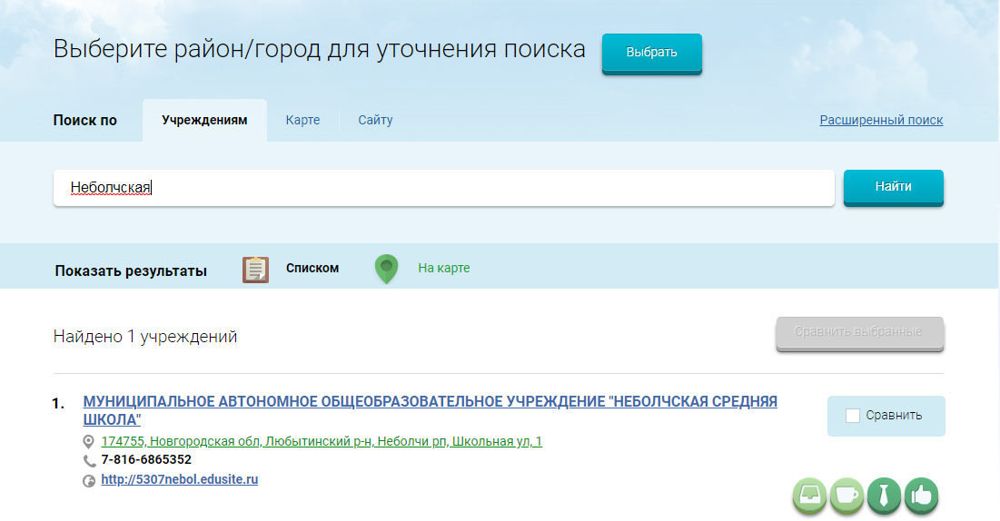 Выберите район/город для уточнения поиска
Выбрать
Поиск по
Учреждениям
Карте
Сайту
Расширенный поиск
Неболчская
Найти
Показать результаты
Списком
На карте
Найдено 1 учреждений
Сравнить выбранные
1.
МУНИЦИПАЛЬНОЕ АВТОНОМНОЕ ОБЩЕОБРАЗОВАТЕЛЬНОЕ УЧРЕЖДЕНИЕ "НЕБОЛЧСКАЯ СРЕДНЯЯ
ШКОЛА"
Сравнить
174755, Новгородская обл, Любытинский р-н, Неболчи рп, Школьная ул, 1
7-816-6865352
http://5307nebol.edusite.ru